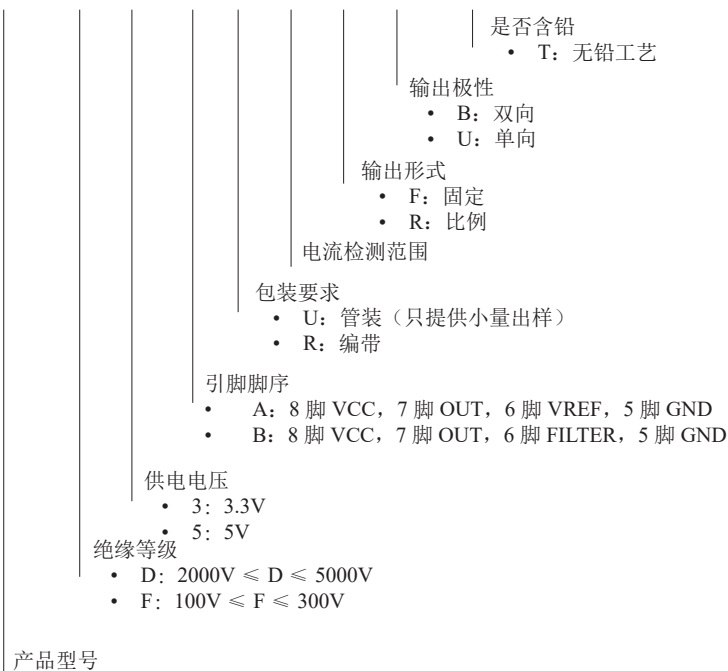 是否含铅
• T：无铅工艺
输出极性
• B：双向
• U：单向
输出形式
• F：固定
• R：比例
电流检测范围
包装要求
• U：管装（只提供小量出样）
• R：编带
引脚脚序
• A：8 脚 VCC，7 脚 OUT，6 脚 VREF，5 脚 GND
• B：8 脚 VCC，7 脚 OUT，6 脚 FILTER，5 脚 GND
供电电压
• 3：3.3V
• 5：5V
绝缘等级
• D：2000V ≤ D ≤ 5000V
• F：100V ≤ F ≤ 300V
产品型号